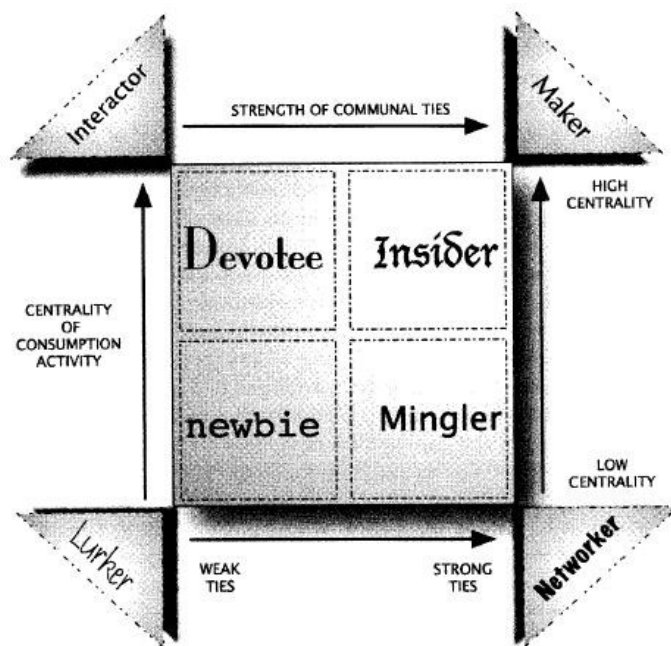 Interactor
STRENGTH OF COMMUNAL TIES
Maker
HIGH
CENTRALITY
Devotee
Insider
CENTRALITY
OF
CONSUMPTION
ACTIVITY
newbie
Mingler
LOW
CENTRALITY
Lurker
WEAK
TIES
STRONG
TIES
Networker